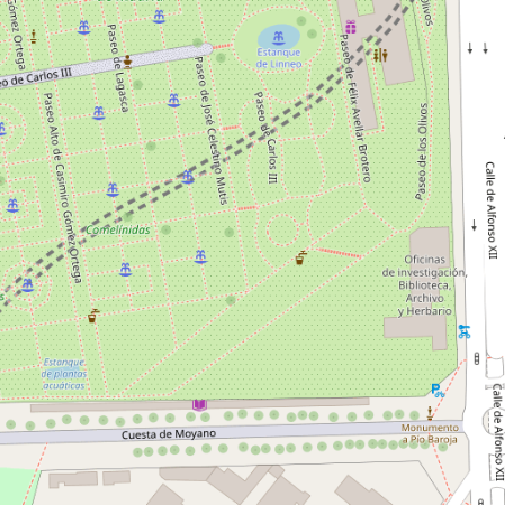 Gómez Ortega
eo de Carlos III
Paseo de Lagasca
Paseo Alto de Casimiro Gómez Ortega
Paseo de José Celestino Mutis
Estanque
de Linneo
Paseo de Carlos III
Paseo de Félix Avellar Brotero
Olivos
Paseo de los Olivos
Calle de Alfonso XII
Comelinidas
Oficinas
de investigación,
Biblioteca,
Archivo
y Herbario
Estanque
de plantas
acuáticas
Cuesta de Moyano
Monumento
a Pío Baroja
Calle de Alfonso XII